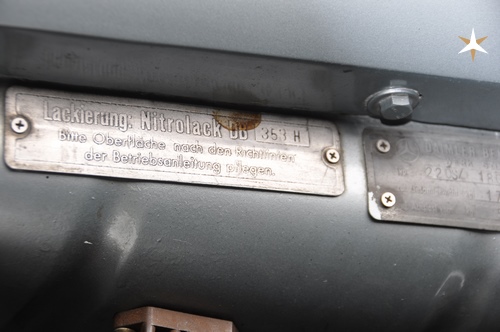 Lackierung: Nitrolack DB 353 H
Bitte Oberfläche nach den Richtlinien
der Betriebsanleitung pflegen.